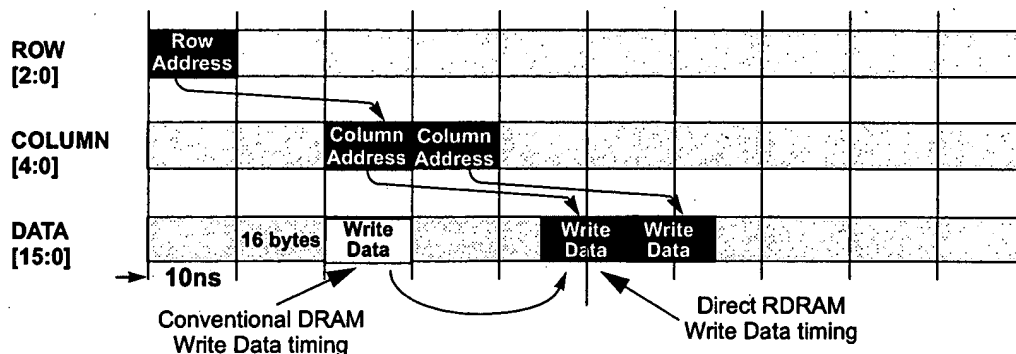 ROW
[2:0]
Row
Address
COLUMN
[4:0]
Column
Address
Column
Address
DATA
[15:0]
16 bytes
Write
Data
Write
Data
Write
Data
10ns
Conventional DRAM
Write Data timing
Direct RDRAM
Write Data timing